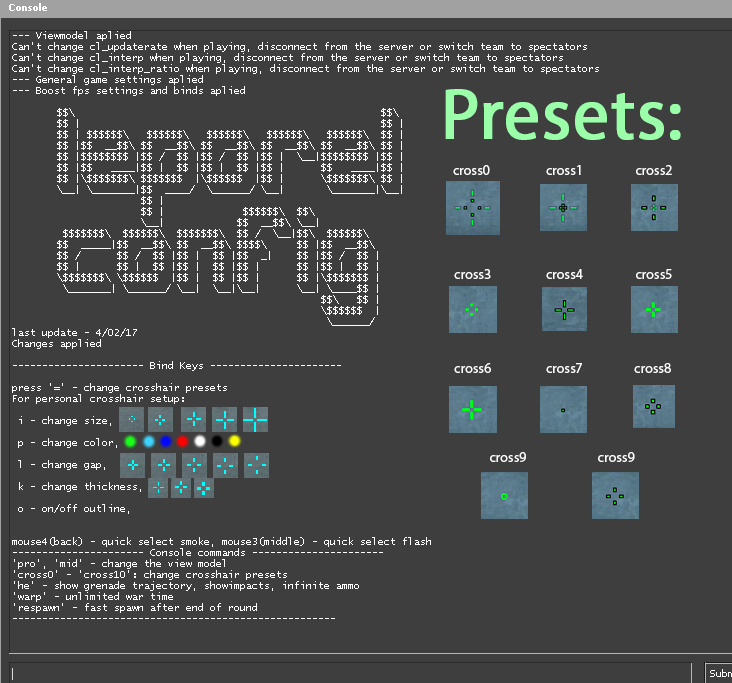 Console
--- Viewmodel aplied
Can't change cl_updaterate when playing, disconnect from the server or switch team to spectators
Can't change cl_interp when playing, disconnect from the server or switch team to spectators
Can't change cl_interp_ratio when playing, disconnect from the server or switch team to spectators
--- General game settings aplied
--- Boost fps settings and binds aplied
leporel
config
last update - 4/02/17
Changes applied
---------------------- Bind Keys ----------------------
press '=' - change crosshair presets
For personal crosshair setup:
i - change size,
p - change color,
l - change gap,
k - change thickness,
o - on/off outline,
mouse4(back) - quick select smoke, mouse3(middle) - quick select flash
---------------------- Console commands ----------------------
'pro', 'mid' - change the view model
'cross0' - 'cross10': change crosshair presets
'he' - show grenade trajectory, showimpacts, infinite ammo
'warp' - unlimited war time
'respawn' - fast spawn after end of round
------------------------------------------------------
Presets:
cross0 cross1 cross2
cross3 cross4 cross5
cross6 cross7 cross8
cross9 cross9
Subm